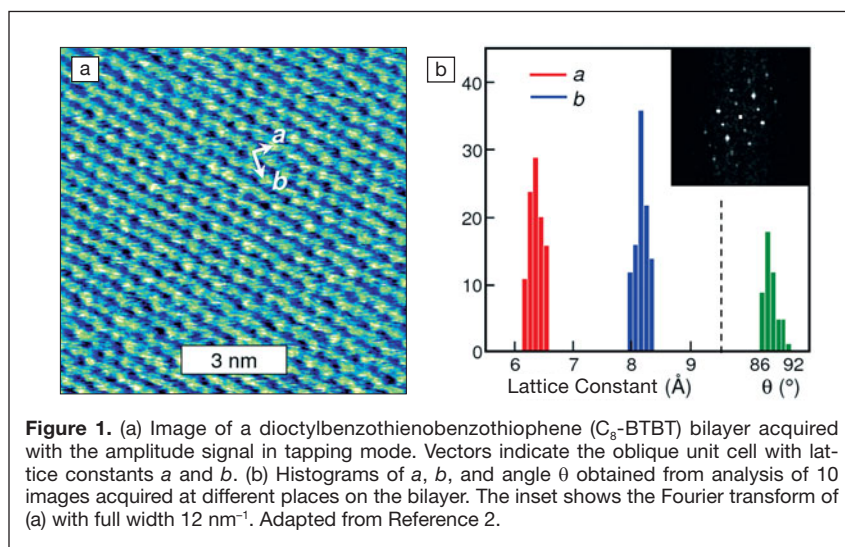 a
a
b
3 nm
b
a
b
40
30
20
10
0
6 7 8 9 86 92
Lattice Constant (Å) θ (°)
Figure 1. (a) Image of a dioctylbenzothienobenzothiophene (C₈-BTBT) bilayer acquired
with the amplitude signal in tapping mode. Vectors indicate the oblique unit cell with lat-
tice constants a and b. (b) Histograms of a, b, and angle θ obtained from analysis of 10
images acquired at different places on the bilayer. The inset shows the Fourier transform of
(a) with full width 12 nm⁻¹. Adapted from Reference 2.